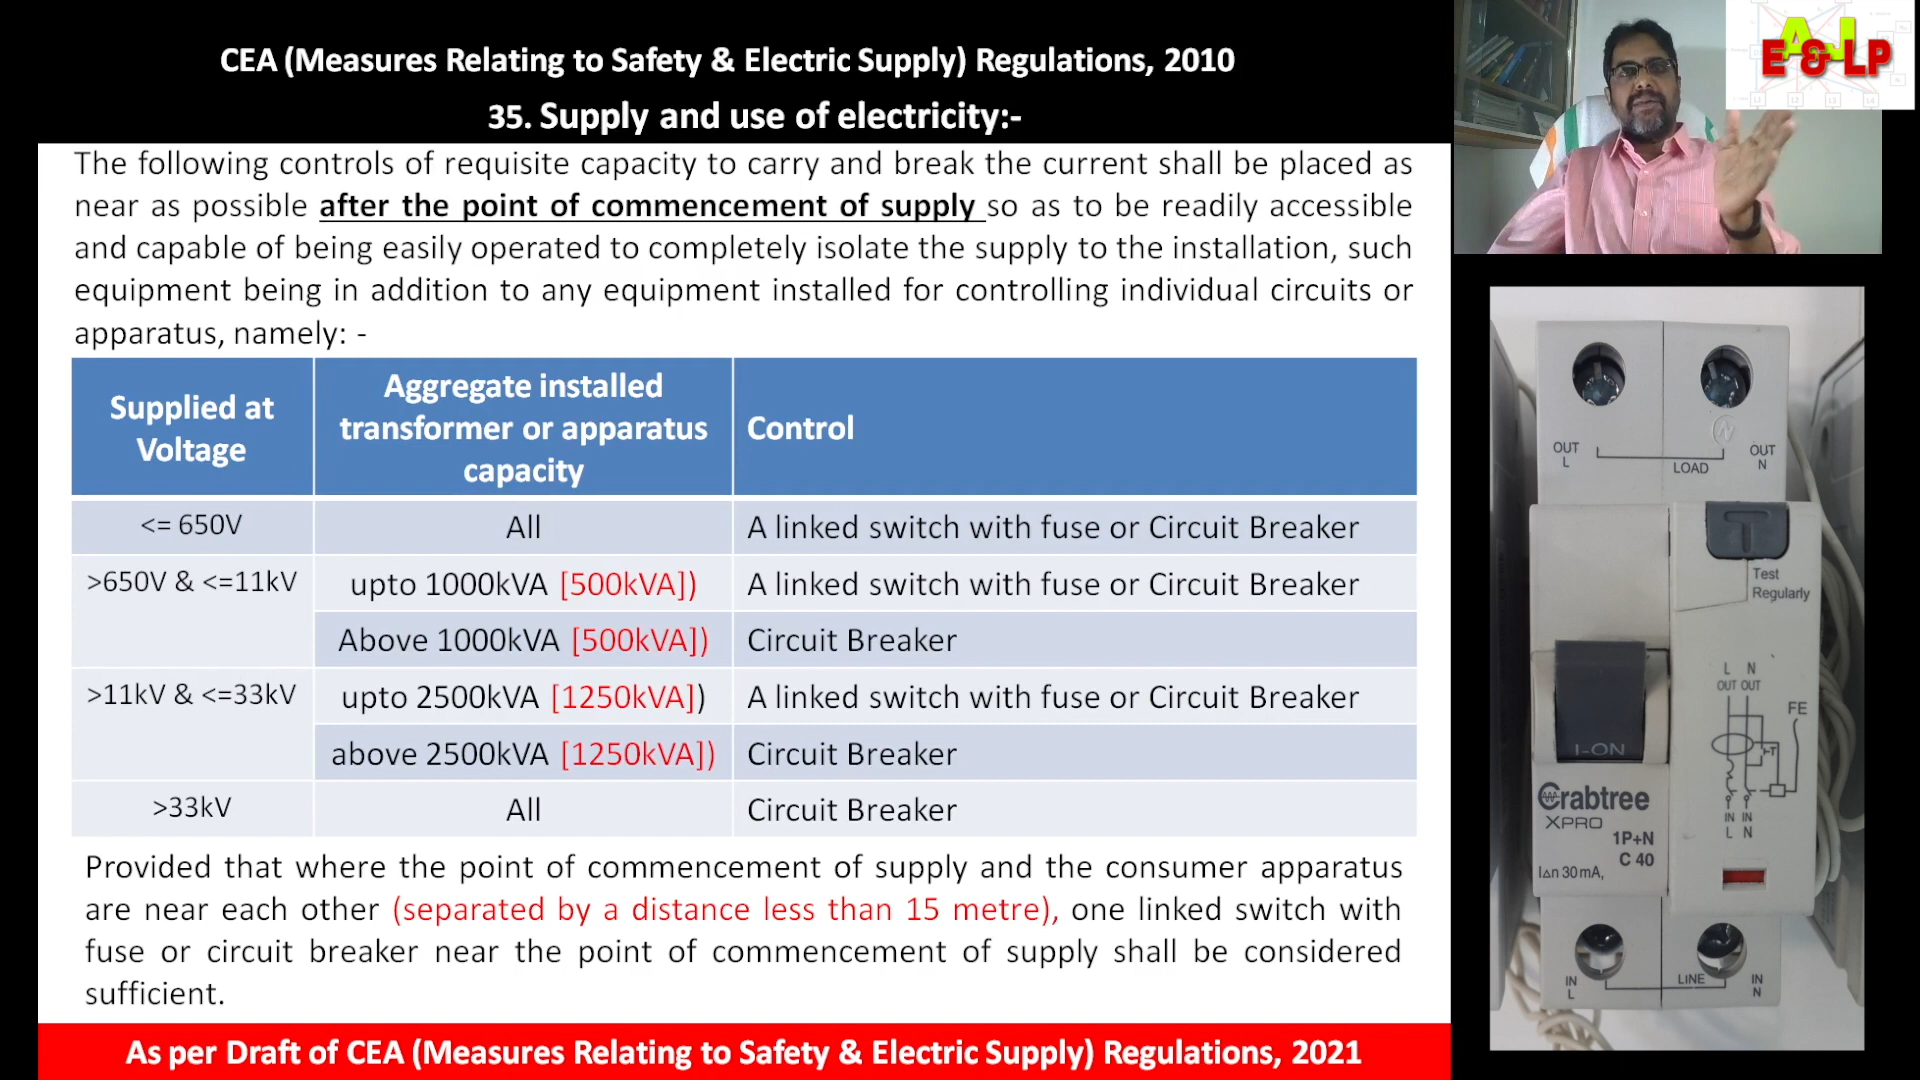 CEA (Measures Relating to Safety & Electric Supply) Regulations, 2010
35. Supply and use of electricity:-
The following controls of requisite capacity to carry and break the current shall be placed as
near as possible after the point of commencement of supply so as to be readily accessible
and capable of being easily operated to completely isolate the supply to the installation, such
equipment being in addition to any equipment installed for controlling individual circuits or
apparatus, namely: -
Supplied at
Voltage
Aggregate installed
transformer or apparatus
capacity
Control
<= 650V
All
A linked switch with fuse or Circuit Breaker
>650V & <=11kV
upto 1000kVA [500kVA])
A linked switch with fuse or Circuit Breaker
Above 1000kVA [500kVA])
Circuit Breaker
>11kV & <=33kV
upto 2500kVA [1250kVA])
A linked switch with fuse or Circuit Breaker
above 2500kVA [1250kVA])
Circuit Breaker
>33kV
All
Circuit Breaker
Provided that where the point of commencement of supply and the consumer apparatus
are near each other (separated by a distance less than 15 metre), one linked switch with
fuse or circuit breaker near the point of commencement of supply shall be considered
sufficient.
As per Draft of CEA (Measures Relating to Safety & Electric Supply) Regulations, 2021
AJ
E & LP
N
OUT
L
LOAD
OUT
N
T
Test
Regularly
L N
OUT OUT
FE
I-ON
Crabtree
XPRO
1P+N
C 40
I∆n 30mA,
IN IN
L N
IN
L
LINE
IN
N